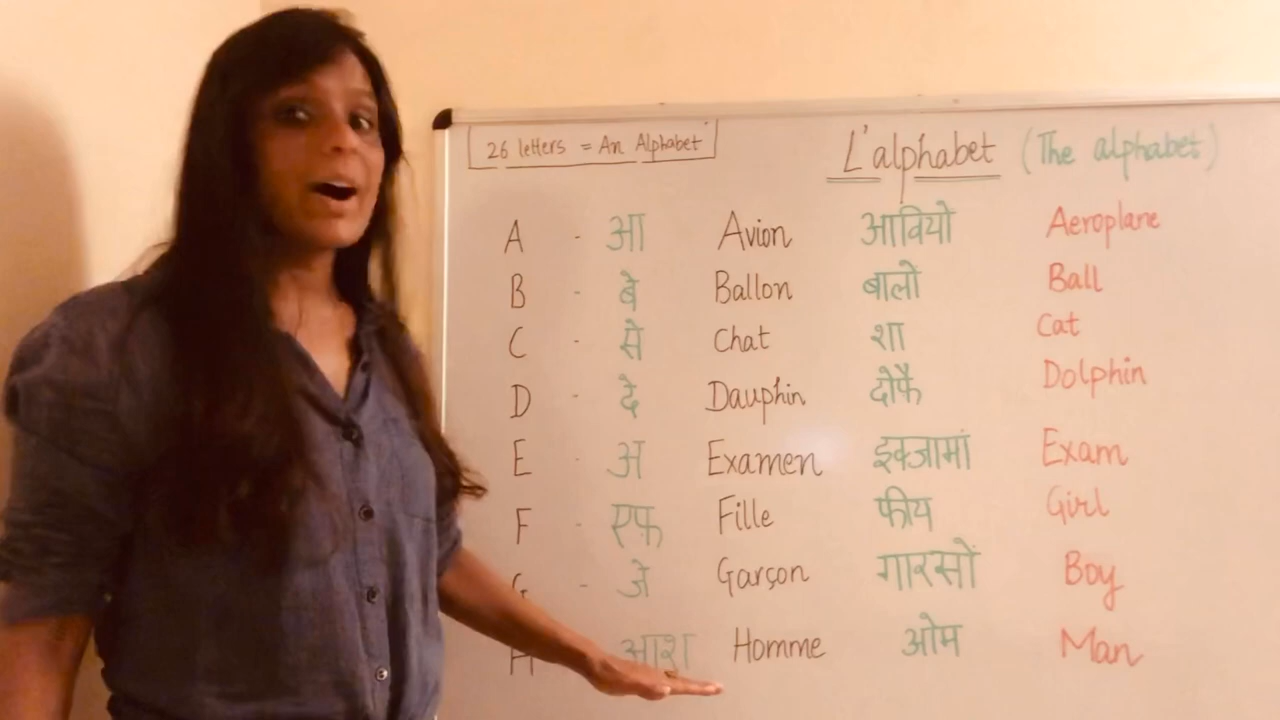 26 letters = An Alphabet
L'alphabet (The alphabet)
A - आ Avion आवियो Aeroplane
B - बे Ballon बालों Ball
C - से Chat शा Cat
D - दे Dauphin दोफैं Dolphin
E - अ Examen इक्जामां Exam
F - एफ़ Fille फीय Girl
G - जे Garçon गारसों Boy
H आश Homme ओम Man